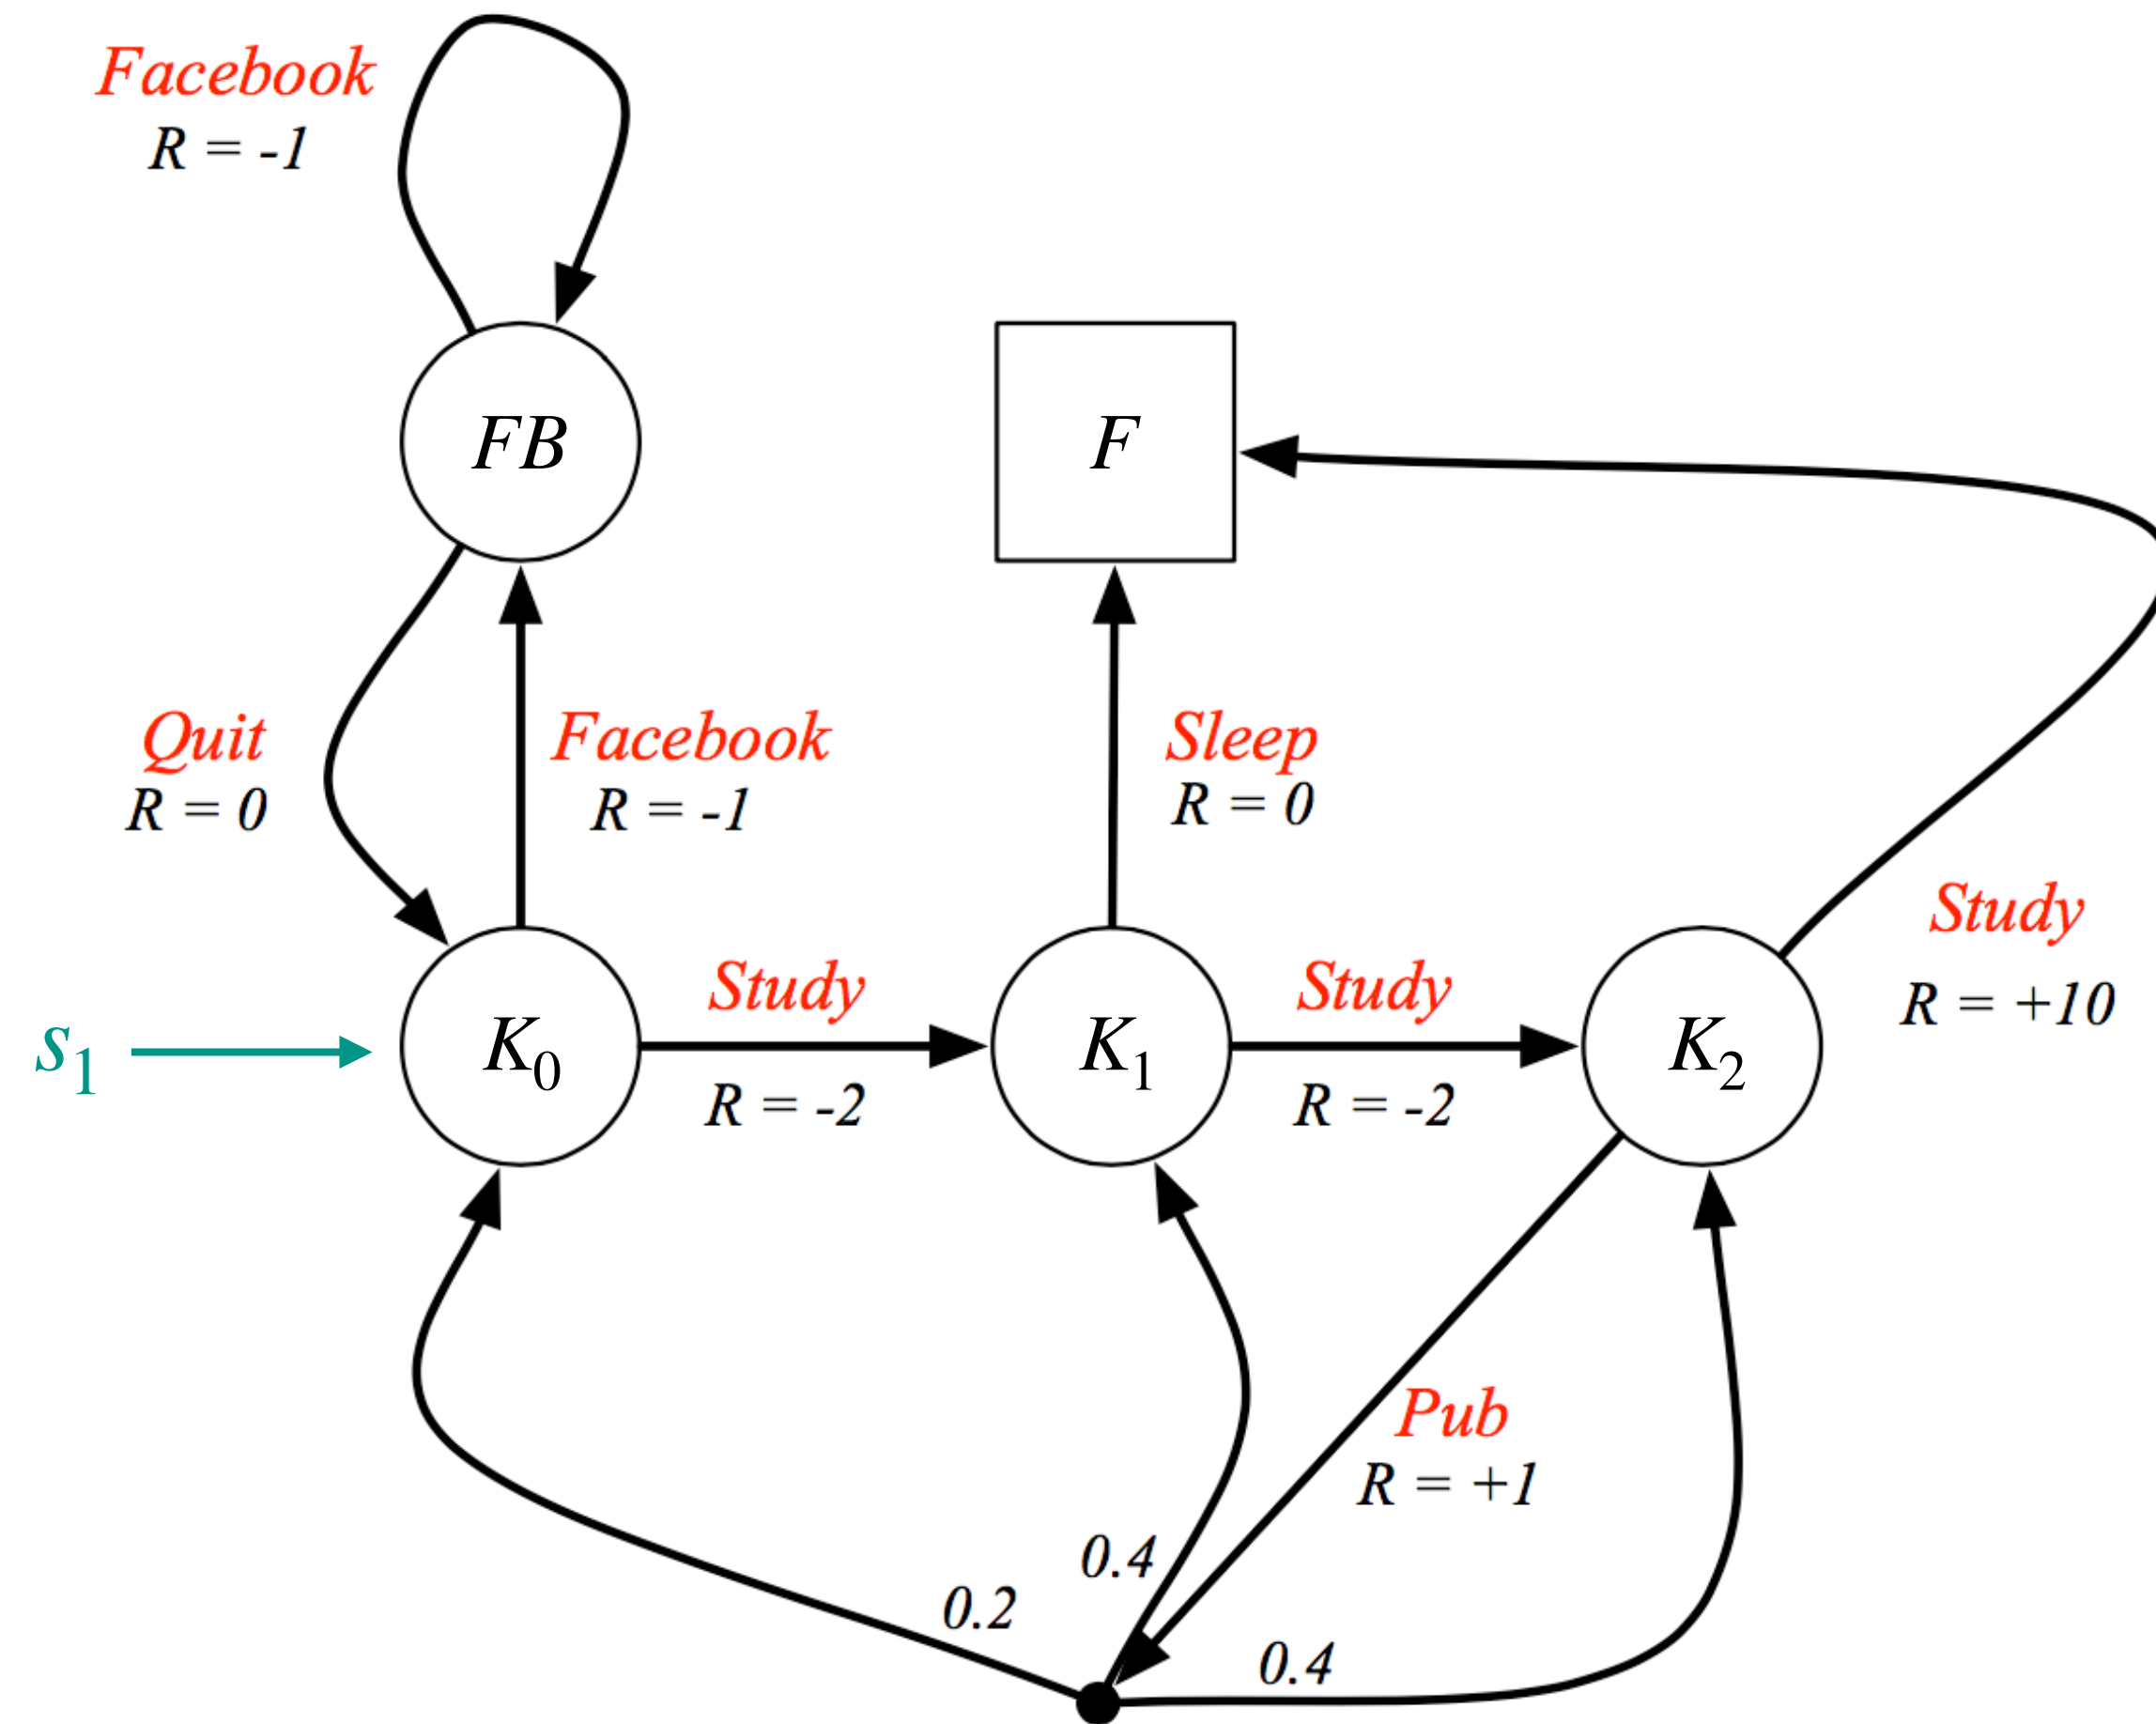 Facebook
R = -1
FB
F
Quit
R = 0
Facebook
R = -1
Sleep
R = 0
Study
R = +10
s1
K0
Study
R = -2
K1
Study
R = -2
K2
Pub
R = +1
0.4
0.2
0.4